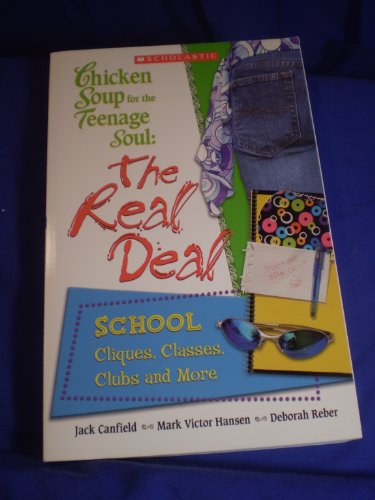 SCHOLASTIC
Chicken
Soup for the
Teenage
Soul:
The
Real
Deal
SCHOOL
Cliques, Classes,
Clubs and More
Jack Canfield Mark Victor Hansen Deborah Reber